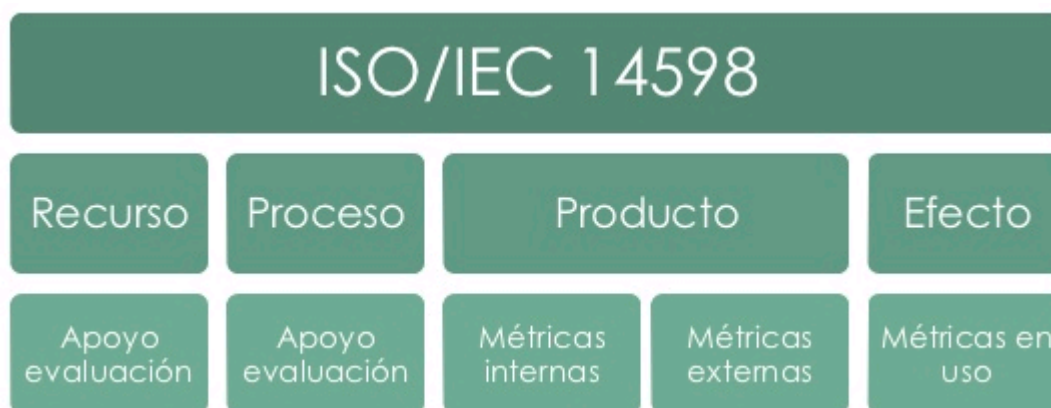 ISO/IEC 14598
Recurso
Proceso
Producto
Efecto
Apoyo
evaluación
Apoyo
evaluación
Métricas
internas
Métricas
externas
Métricas en
uso